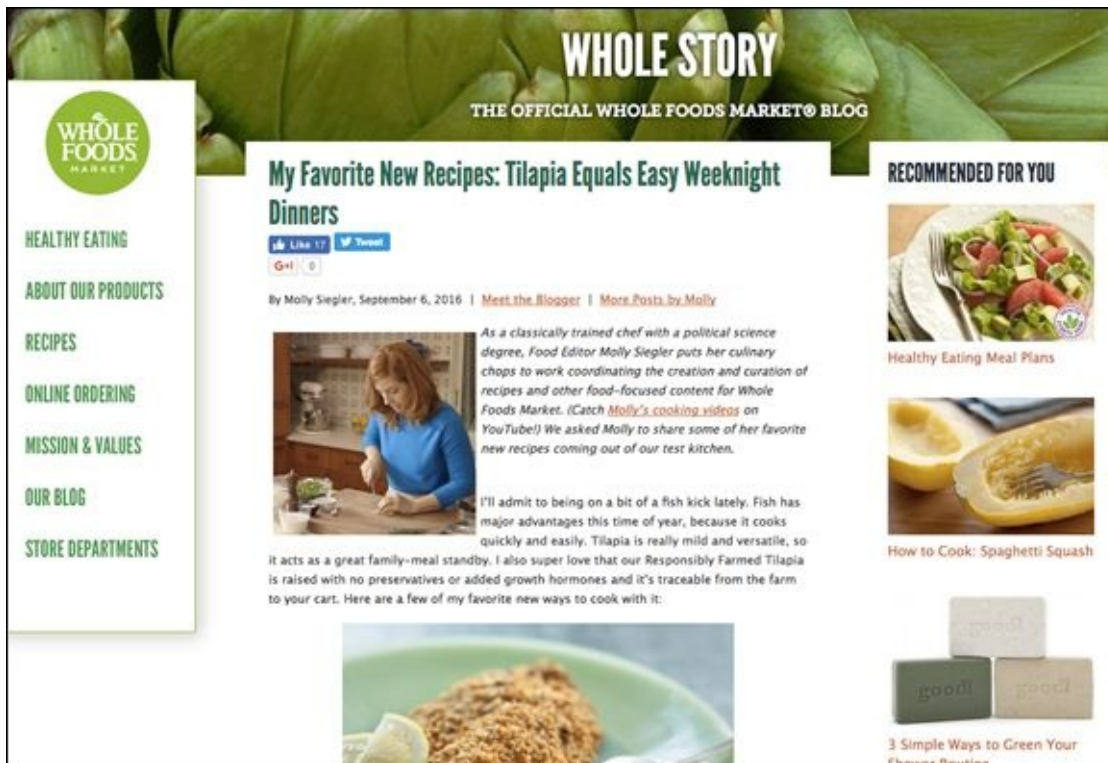 WHOLE STORY
THE OFFICIAL WHOLE FOODS MARKET® BLOG
WHOLE
FOODS
MARKET
HEALTHY EATING
ABOUT OUR PRODUCTS
RECIPES
ONLINE ORDERING
MISSION & VALUES
OUR BLOG
STORE DEPARTMENTS
My Favorite New Recipes: Tilapia Equals Easy Weeknight
Dinners
Like 17
Tweet
G+1 0
By Molly Siegler, September 6, 2016 | Meet the Blogger | More Posts by Molly
As a classically trained chef with a political science
degree, Food Editor Molly Siegler puts her culinary
chops to work coordinating the creation and curation of
recipes and other food-focused content for Whole
Foods Market. (Catch Molly's cooking videos on
YouTube!) We asked Molly to share some of her favorite
new recipes coming out of our test kitchen.
I'll admit to being on a bit of a fish kick lately. Fish has
major advantages this time of year, because it cooks
quickly and easily. Tilapia is really mild and versatile, so
it acts as a great family-meal standby. I also super love that our Responsibly Farmed Tilapia
is raised with no preservatives or added growth hormones and it's traceable from the farm
to your cart. Here are a few of my favorite new ways to cook with it:
RECOMMENDED FOR YOU
Healthy Eating Meal Plans
How to Cook: Spaghetti Squash
3 Simple Ways to Green Your
Shower Routine